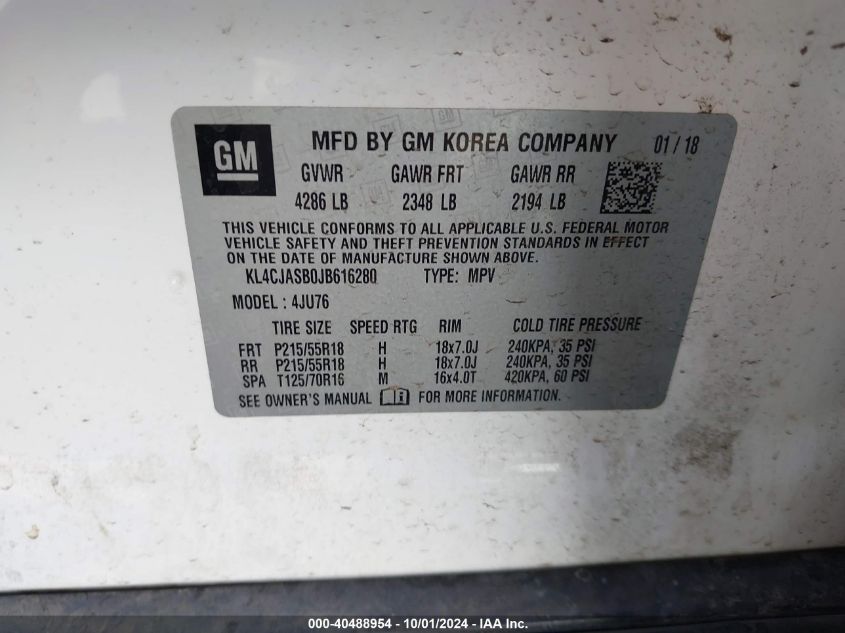 GM
MFD BY GM KOREA COMPANY 01 / 18
GVWR GAWR FRT GAWR RR
4286 LB 2348 LB 2194 LB
THIS VEHICLE CONFORMS TO ALL APPLICABLE U.S. FEDERAL MOTOR
VEHICLE SAFETY AND THEFT PREVENTION STANDARDS IN EFFECT
ON THE DATE OF MANUFACTURE SHOWN ABOVE.
KL4CJASB0JB616280 TYPE: MPV
MODEL : 4JU76
TIRE SIZE SPEED RTG RIM COLD TIRE PRESSURE
FRT P215/55R18 H 18x7.0J 240KPA, 35 PSI
RR P215/55R18 H 18x7.0J 240KPA, 35 PSI
SPA T125/70R16 M 16x4.0T 420KPA, 60 PSI
SEE OWNER'S MANUAL FOR MORE INFORMATION.
000-40488954 - 10/01/2024 - IAA Inc.